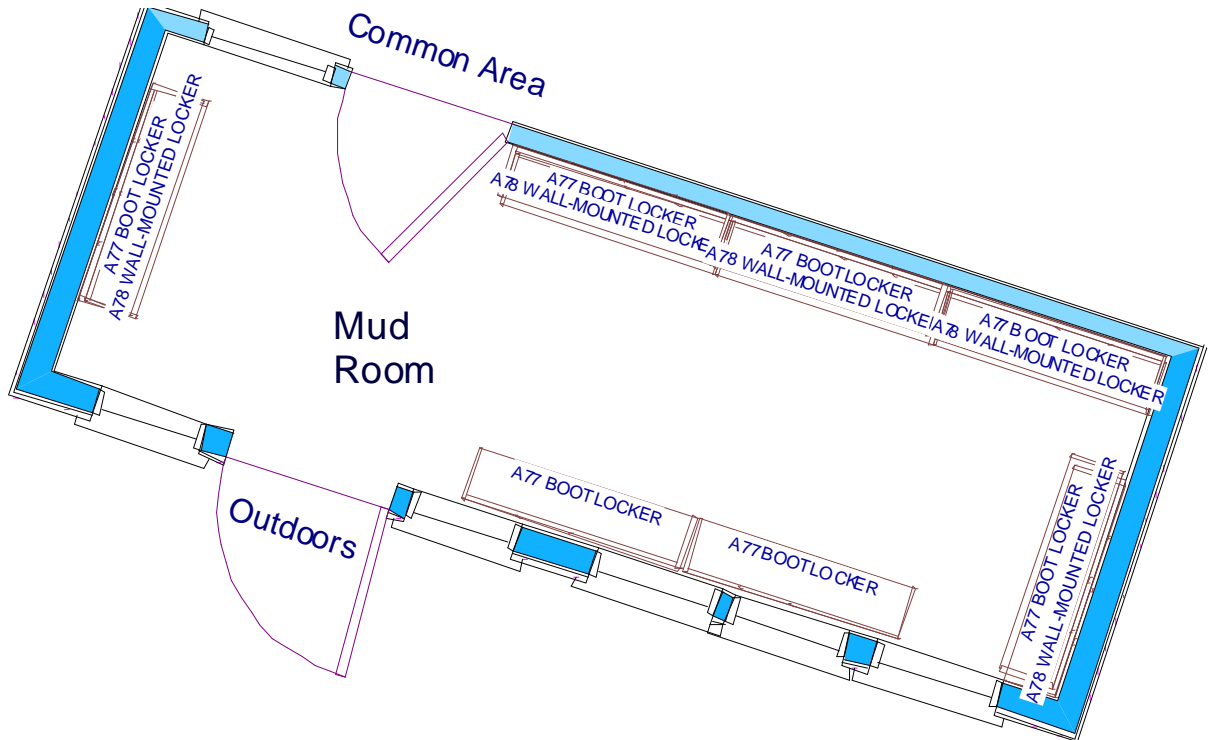 Common Area
A77 BOOT LOCKER
A78 WALL-MOUNTED LOCKER
A77 BOOT LOCKER
A78 WALL-MOUNTED LOCKE
A77 BOOT LOCKER
A78 WALL-MOUNTED LOCKE
A77 BOOT LOCKER
A78 WALL-MOUNTED LOCKER
Mud
Room
A77 BOOT LOCKER
A77 BOOT LOCKER
Outdoors
A77 BOOT LOCKER
A78 WALL-MOUNTED LOCKER